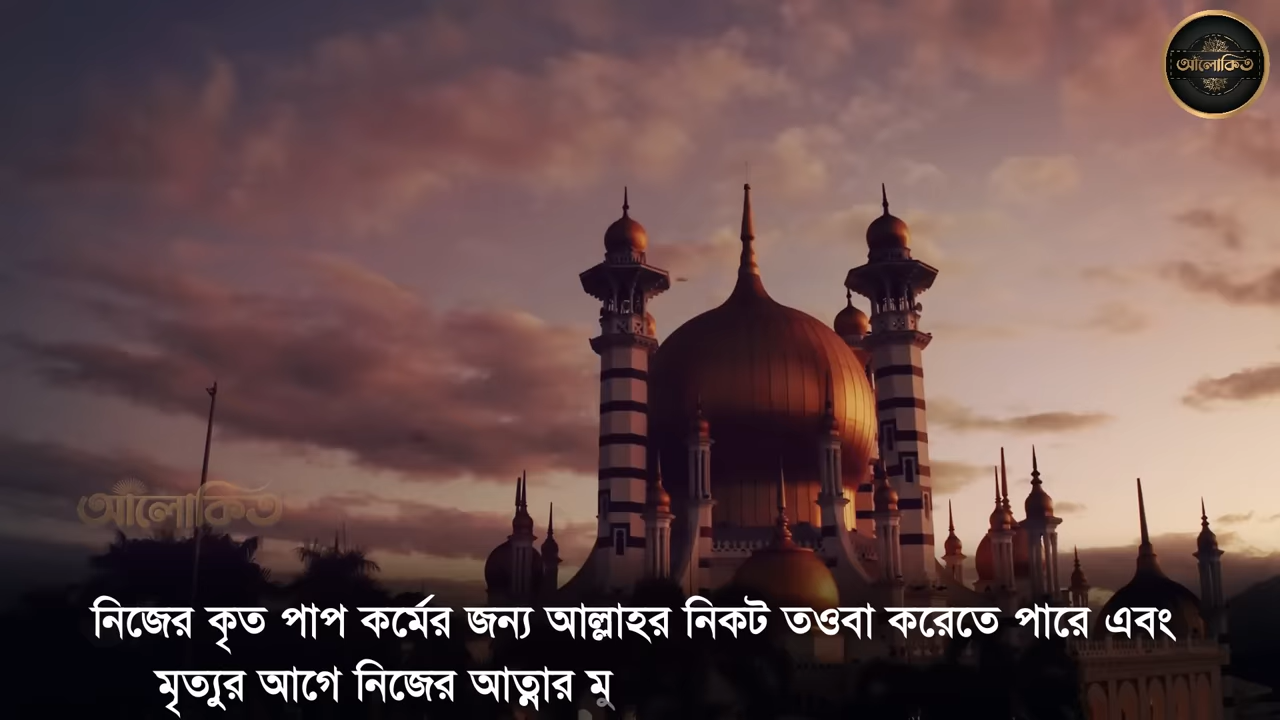 আলোকিত
আলোকিত
নিজের কৃত পাপ কর্মের জন্য আল্লাহর নিকট তওবা করেতে পারে এবং
মৃত্যুর আগে নিজের আত্নার মু